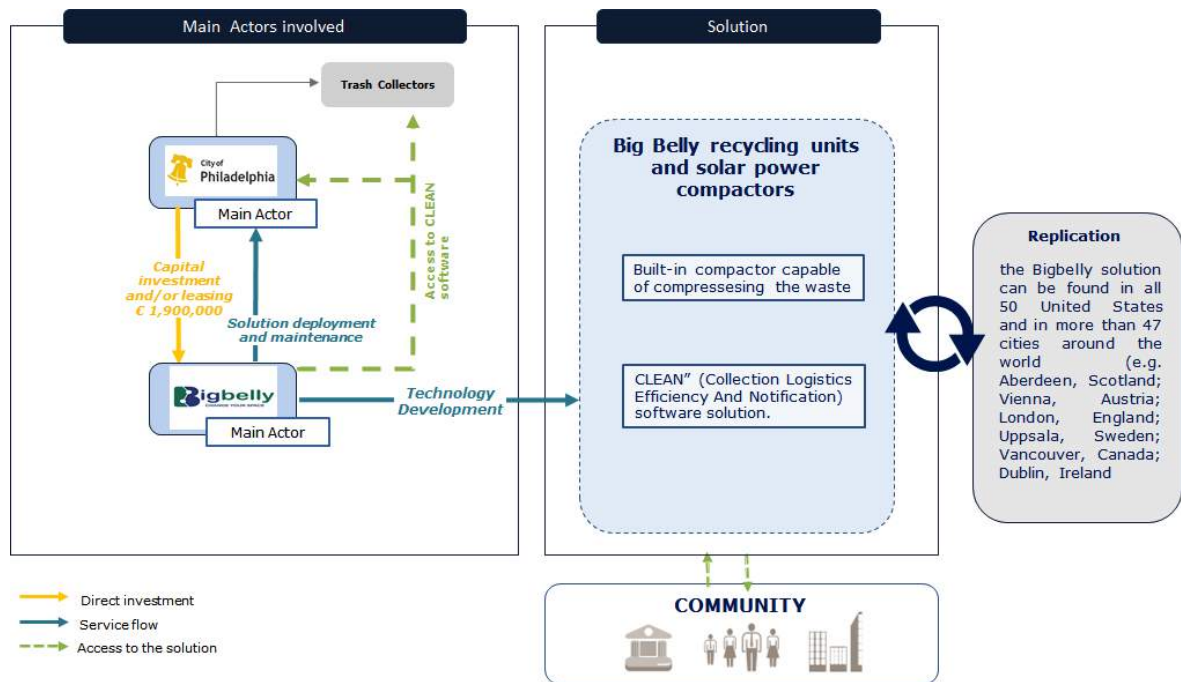 Main Actors involved
Trash Collectors
City of
Philadelphia
Main Actor
Capital
investment
and/or leasing
€ 1,900,000
Solution deployment
and maintenance
Access to CLEAN
software
Bigbelly
CHANGE YOUR SPACE
Main Actor
Technology
Development
Solution
Big Belly recycling units
and solar power
compactors
Built-in compactor capable
of compressesing the waste
CLEAN” (Collection Logistics
Efficiency And Notification)
software solution.
Replication
the Bigbelly solution
can be found in all
50 United States
and in more than 47
cities around the
world (e.g.
Aberdeen, Scotland;
Vienna, Austria;
London, England;
Uppsala, Sweden;
Vancouver, Canada;
Dublin, Ireland
Direct investment
Service flow
Access to the solution
COMMUNITY